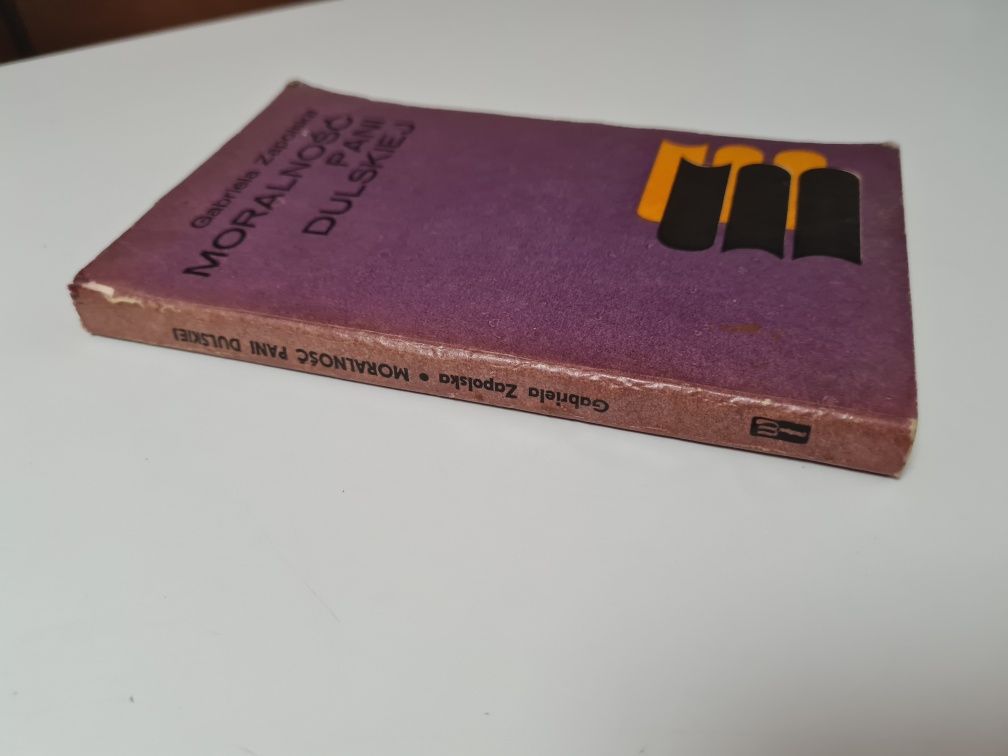 Gabriela Zapolska
MORALNOŚĆ
PANI
DULSKIEJ
Gabriela Zapolska • MORALNOŚĆ PANI DULSKIEJ